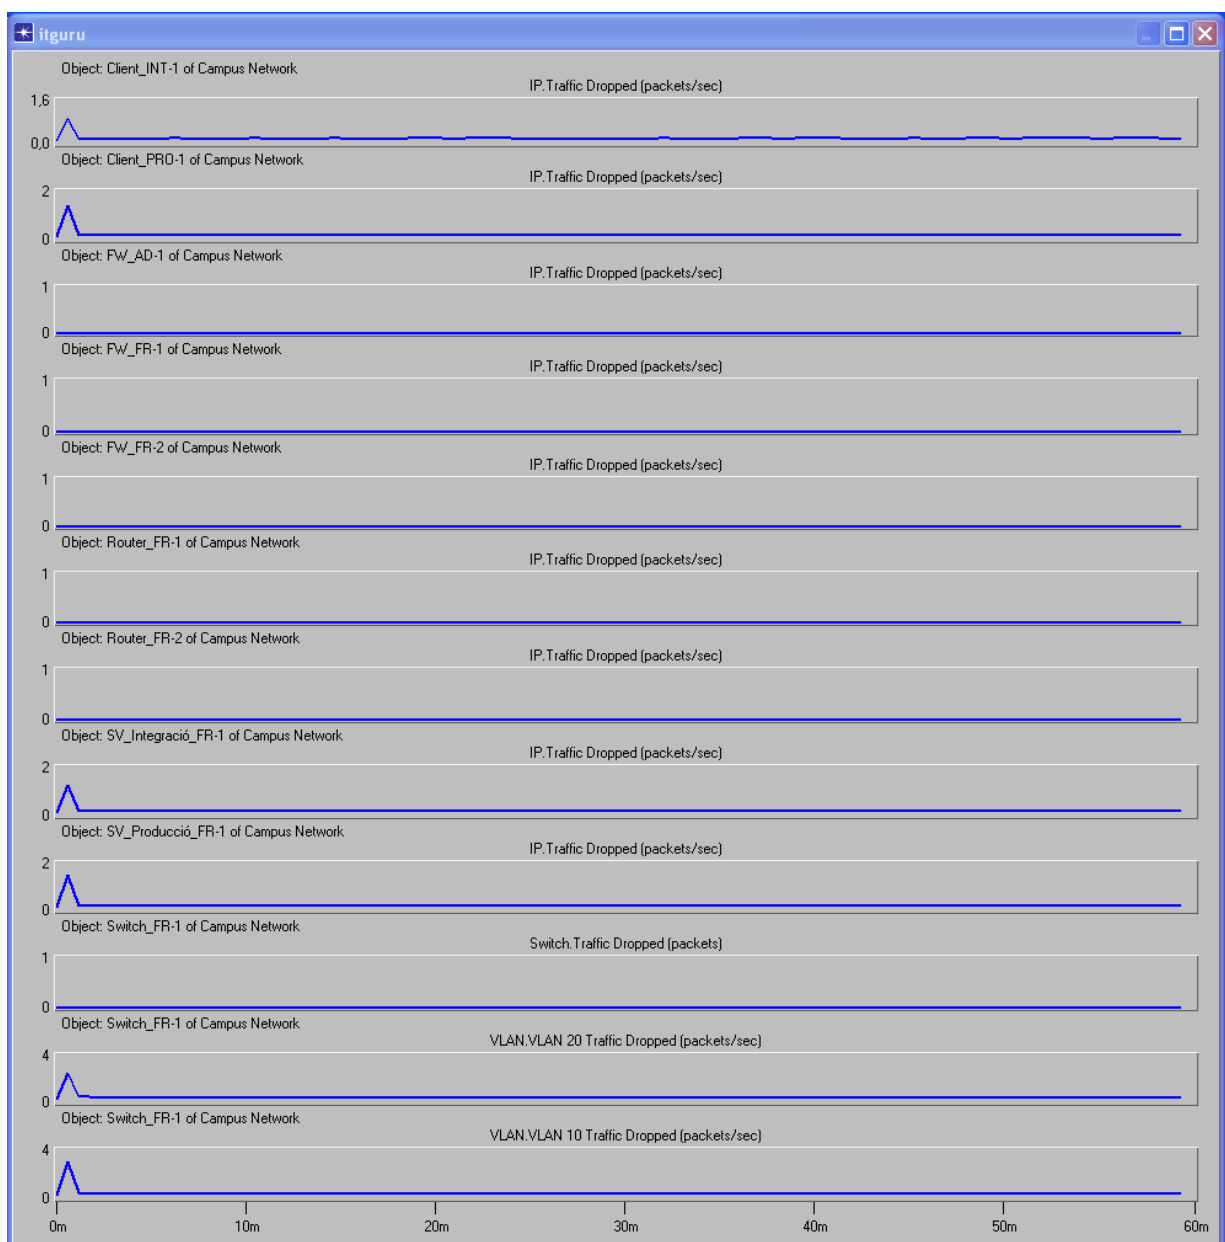 itguru
Object: Client_INT-1 of Campus Network
IP.Traffic Dropped (packets/sec)
1,6
0,0
Object: Client_PRO-1 of Campus Network
IP.Traffic Dropped (packets/sec)
2
0
Object: FW_AD-1 of Campus Network
IP.Traffic Dropped (packets/sec)
1
0
Object: FW_FR-1 of Campus Network
IP.Traffic Dropped (packets/sec)
1
0
Object: FW_FR-2 of Campus Network
IP.Traffic Dropped (packets/sec)
1
0
Object: Router_FR-1 of Campus Network
IP.Traffic Dropped (packets/sec)
1
0
Object: Router_FR-2 of Campus Network
IP.Traffic Dropped (packets/sec)
1
0
Object: SV_Integració_FR-1 of Campus Network
IP.Traffic Dropped (packets/sec)
2
0
Object: SV_Producció_FR-1 of Campus Network
IP.Traffic Dropped (packets/sec)
2
0
Object: Switch_FR-1 of Campus Network
Switch.Traffic Dropped (packets)
1
0
Object: Switch_FR-1 of Campus Network
VLAN.VLAN 20 Traffic Dropped (packets/sec)
4
0
Object: Switch_FR-1 of Campus Network
VLAN.VLAN 10 Traffic Dropped (packets/sec)
4
0
0m 10m 20m 30m 40m 50m 60m